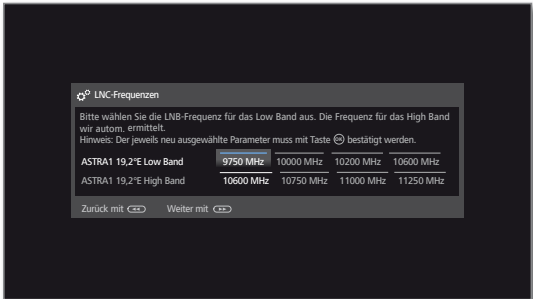 LNC-Frequenzen
Bitte wählen Sie die LNB-Frequenz für das Low Band aus. Die Frequenz für das High Band
wir autom. ermittelt.
Hinweis: Der jeweils neu ausgewählte Parameter muss mit Taste OK bestätigt werden.
ASTRA1 19,2°E Low Band 9750 MHz 10000 MHz 10200 MHz 10600 MHz
ASTRA1 19,2°E High Band 10600 MHz 10750 MHz 11000 MHz 11250 MHz
Zurück mit Weiter mit